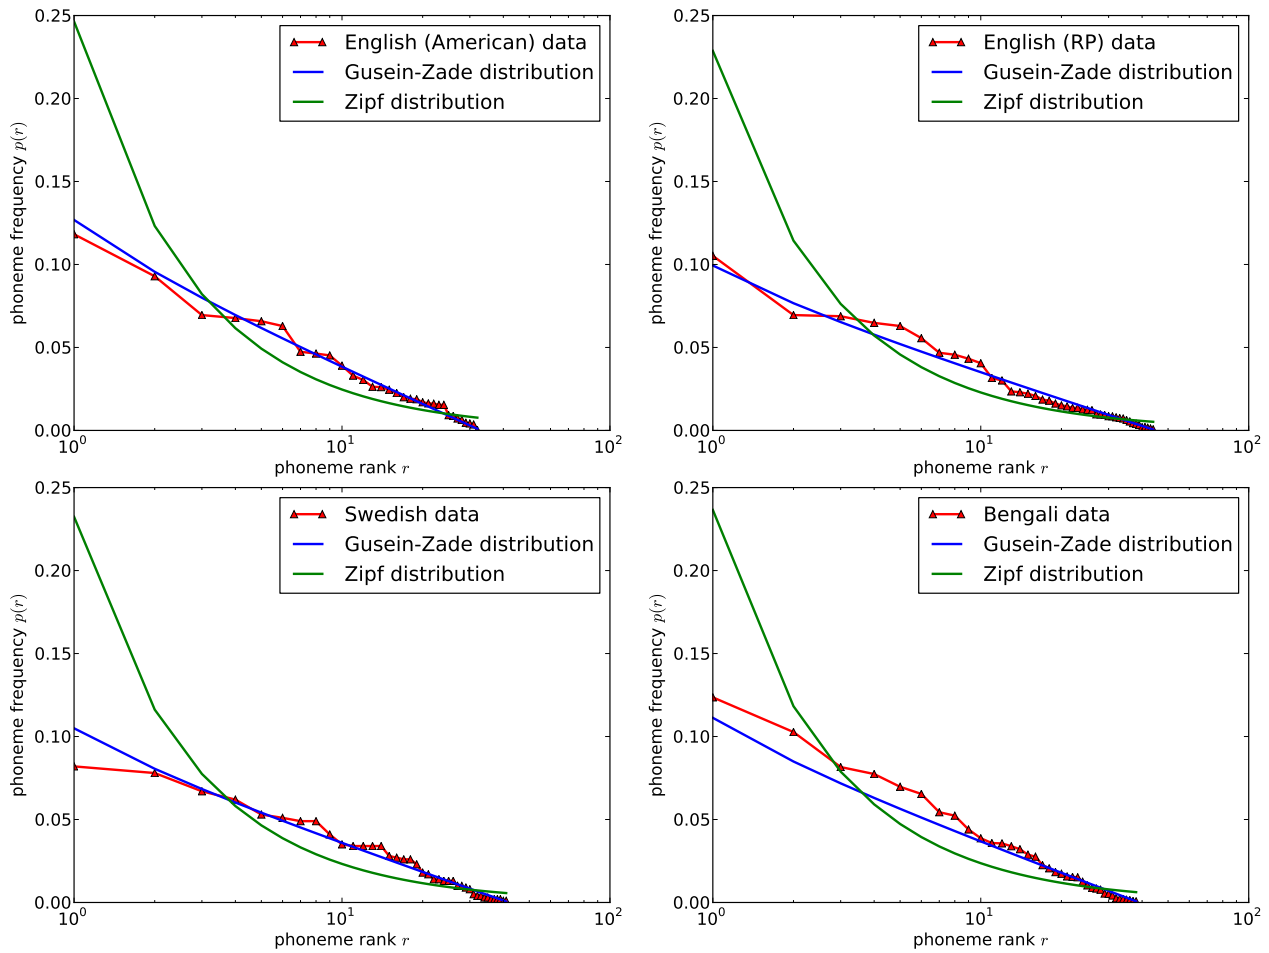 0.25
0.20
0.15
0.10
0.05
0.00
10^0
10^1
10^2
phoneme frequency p(r)
phoneme rank r
English (American) data
Gusein-Zade distribution
Zipf distribution
0.25
0.20
0.15
0.10
0.05
0.00
10^0
10^1
10^2
phoneme frequency p(r)
phoneme rank r
English (RP) data
Gusein-Zade distribution
Zipf distribution
0.25
0.20
0.15
0.10
0.05
0.00
10^0
10^1
10^2
phoneme frequency p(r)
phoneme rank r
Swedish data
Gusein-Zade distribution
Zipf distribution
0.25
0.20
0.15
0.10
0.05
0.00
10^0
10^1
10^2
phoneme frequency p(r)
phoneme rank r
Bengali data
Gusein-Zade distribution
Zipf distribution